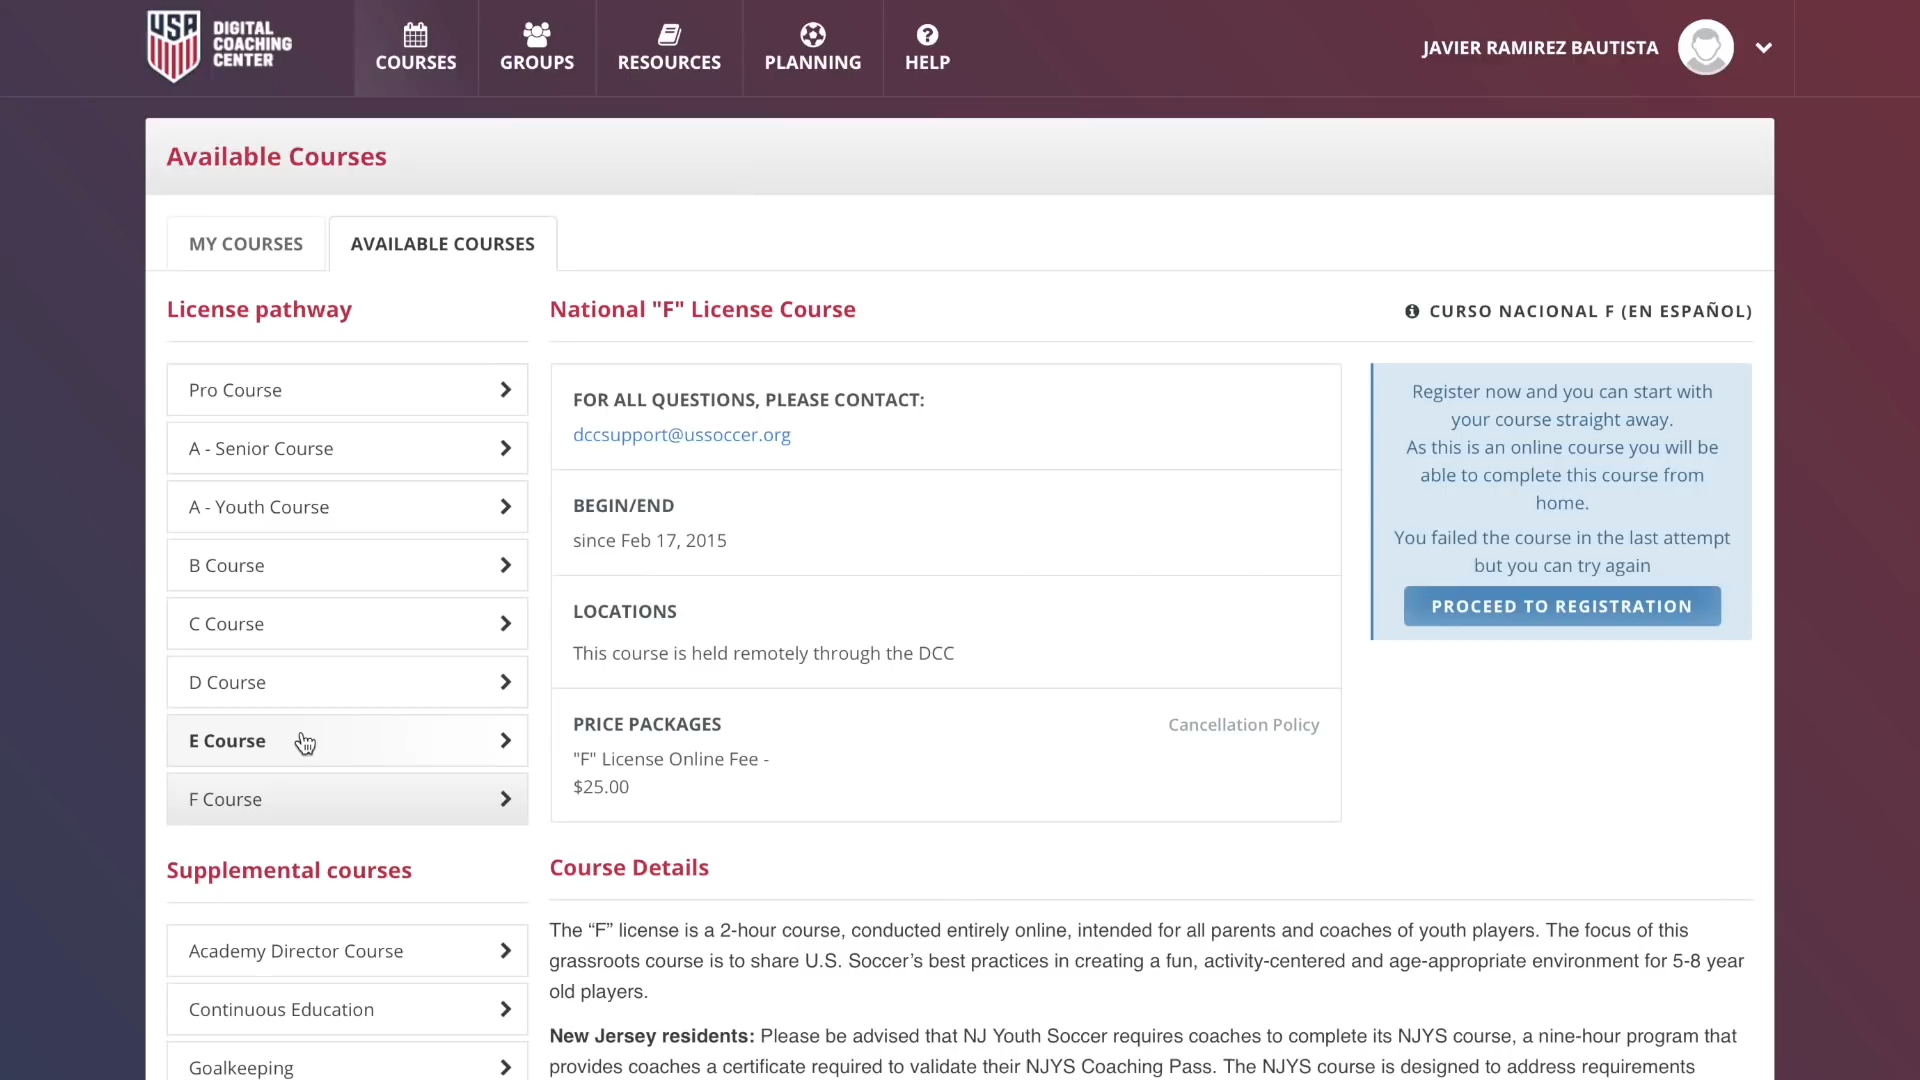 USA
DIGITAL
COACHING
CENTER
COURSES
GROUPS
RESOURCES
PLANNING
HELP
JAVIER RAMIREZ BAUTISTA
Available Courses
MY COURSES
AVAILABLE COURSES
License pathway
Pro Course
A - Senior Course
A - Youth Course
B Course
C Course
D Course
E Course
F Course
Supplemental courses
Academy Director Course
Continuous Education
Goalkeeping
National "F" License Course
CURSO NACIONAL F (EN ESPAÑOL)
FOR ALL QUESTIONS, PLEASE CONTACT:
dccsupport@ussoccer.org
BEGIN/END
since Feb 17, 2015
LOCATIONS
This course is held remotely through the DCC
PRICE PACKAGES
Cancellation Policy
"F" License Online Fee -
$25.00
Register now and you can start with
your course straight away.
As this is an online course you will be
able to complete this course from
home.
You failed the course in the last attempt
but you can try again
PROCEED TO REGISTRATION
Course Details
The “F” license is a 2-hour course, conducted entirely online, intended for all parents and coaches of youth players. The focus of this
grassroots course is to share U.S. Soccer’s best practices in creating a fun, activity-centered and age-appropriate environment for 5-8 year
old players.
New Jersey residents: Please be advised that NJ Youth Soccer requires coaches to complete its NJYS course, a nine-hour program that
provides coaches a certificate required to validate their NJYS Coaching Pass. The NJYS course is designed to address requirements